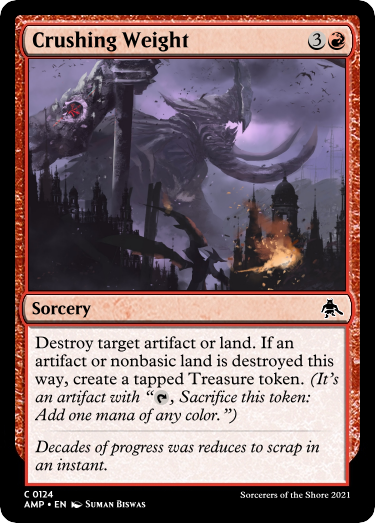 Crushing Weight 3
Sorcery
Destroy target artifact or land. If an
artifact or nonbasic land is destroyed this
way, create a tapped Treasure token. (It's
an artifact with “, Sacrifice this token:
Add one mana of any color.”)
Decades of progress was reduces to scrap in
an instant.
C 0124
AMP • EN Suman Biswas
Sorcerers of the Shore 2021